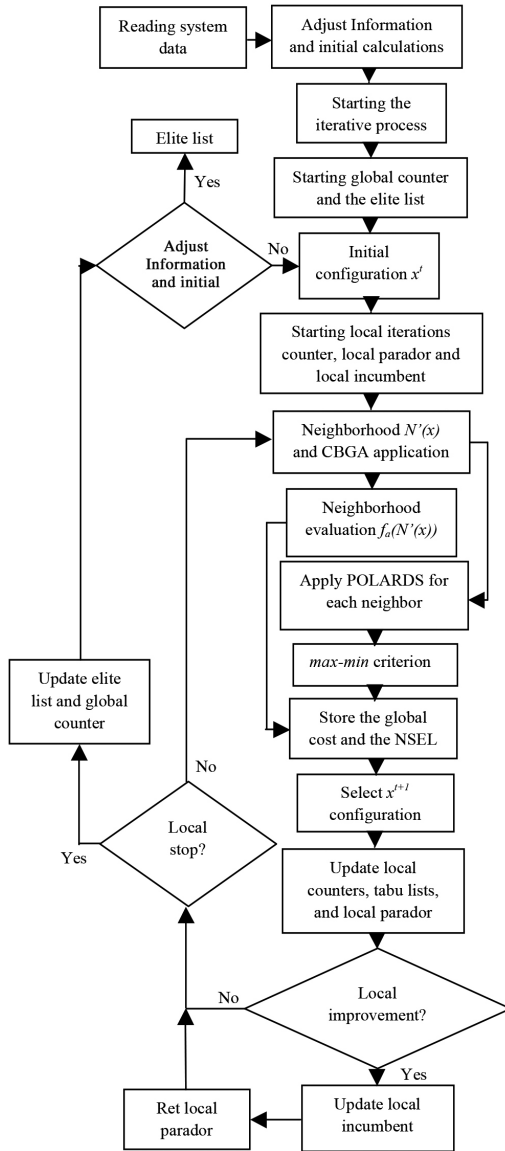 Reading system
data
Adjust Information
and initial calculations
Starting the
iterative process
Elite list
Yes
Starting global counter
and the elite list
Adjust
Information
and initial
No
Initial
configuration x^t
Starting local iterations
counter, local parador and
local incumbent
Neighborhood N’(x)
and CBGA application
Neighborhood
evaluation fₐ(N’(x))
Apply POLARDS for
each neighbor
max-min criterion
Update elite
list and global
counter
Store the global
cost and the NSEL
No
Select x^{t+1}
configuration
Local
stop?
Yes
Update local
counters, tabu lists,
and local parador
No
Local
improvement?
Yes
Ret local
parador
Update local
incumbent